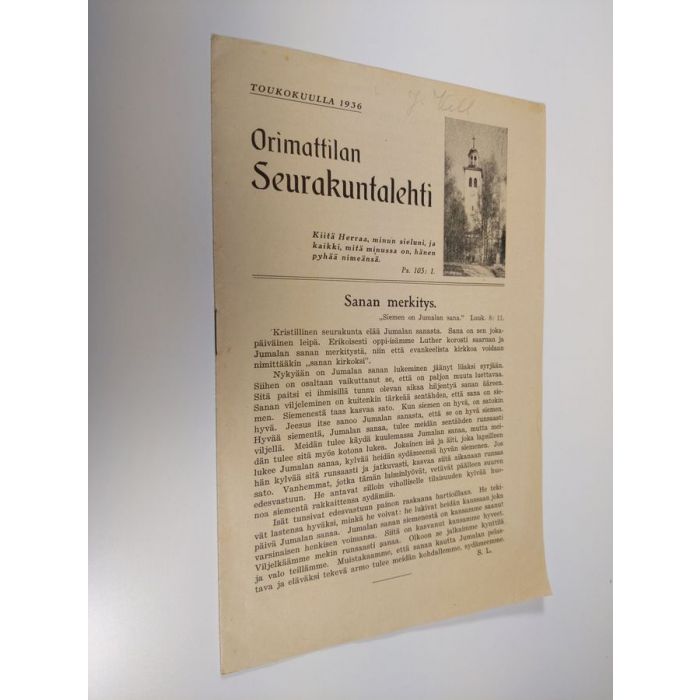 TOUKOKUULLA 1936
Orimattilan
Seurakuntalehti
Kiitä Herraa, minun sieluni, ja
kaikki, mitä minussa on, hänen
pyhää nimeänsä.
Ps. 103: 1.
Sanan merkitys.
„Siemen on Jumalan sana.” Luuk. 8: 11.
Kristillinen seurakunta elää Jumalan sanasta. Sana on sen joka-
päiväinen leipä. Erikoisesti oppi-isämme Luther korosti saarnan ja
Jumalan sanan merkitystä, niin että evankeelista kirkkoa voidaan
nimittääkin „sanan kirkoksi”.
Nykyään on Jumalan sanan lukeminen jäänyt liiaksi syrjään.
Siihen on osaltaan vaikuttanut se, että on paljon muuta luettavaa.
Sitä paitsi ei ihmisillä tunnu olevan aikaa hiljentyä sanan ääreen.
Sanan viljeleminen on kuitenkin tärkeää sentähden, että sana on sie-
men. Siemenestä taas kasvaa sato. Kun siemen on hyvä, on satokin
hyvä. Jeesus itse sanoo Jumalan sanasta, että se on hyvä siemen.
Hyvää siementä, Jumalan sanaa, tulee meidän sentähden runsaasti
viljellä. Meidän tulee käydä kuulemassa Jumalan sanaa, mutta mei-
dän tulee sitä myös kotona lukea. Jokainen isä ja äiti, joka lapsilleen
lukee Jumalan sanaa, kylvää heidän sydämeensä hyvän siemenen. Jos
hän kylvää sitä runsaasti ja jatkuvasti, kasvaa siitä aikanaan runsas
sato. Vanhemmat, jotka tämän laiminlyövät, vetävät päälleen suuren
edesvastuun. He antavat silloin viholliselle tilaisuuden kylvää huo-
noa siementä rakkaittensa sydämiin.
Isät tunsivat edesvastuun painon raskaana hartioillaan. He teki-
vät lastensa hyväksi, minkä he voivat: he lukivat heidän kanssaan joka
päivä Jumalan sanaa. Jumalan sanan siemenestä on kansamme saanut
varsinaisen henkisen voimansa. Siitä on kasvanut kansamme hyveet.
Viljelkäämme mekin runsaasti sanaa. Olkoon se jalkaimme kynttilä
ja valo teillämme. Muistakaamme, että sanan kautta Jumalan pelas-
tava ja eläväksi tekevä armo tulee meidän kohdallemme, sydämeemme.
S. L.